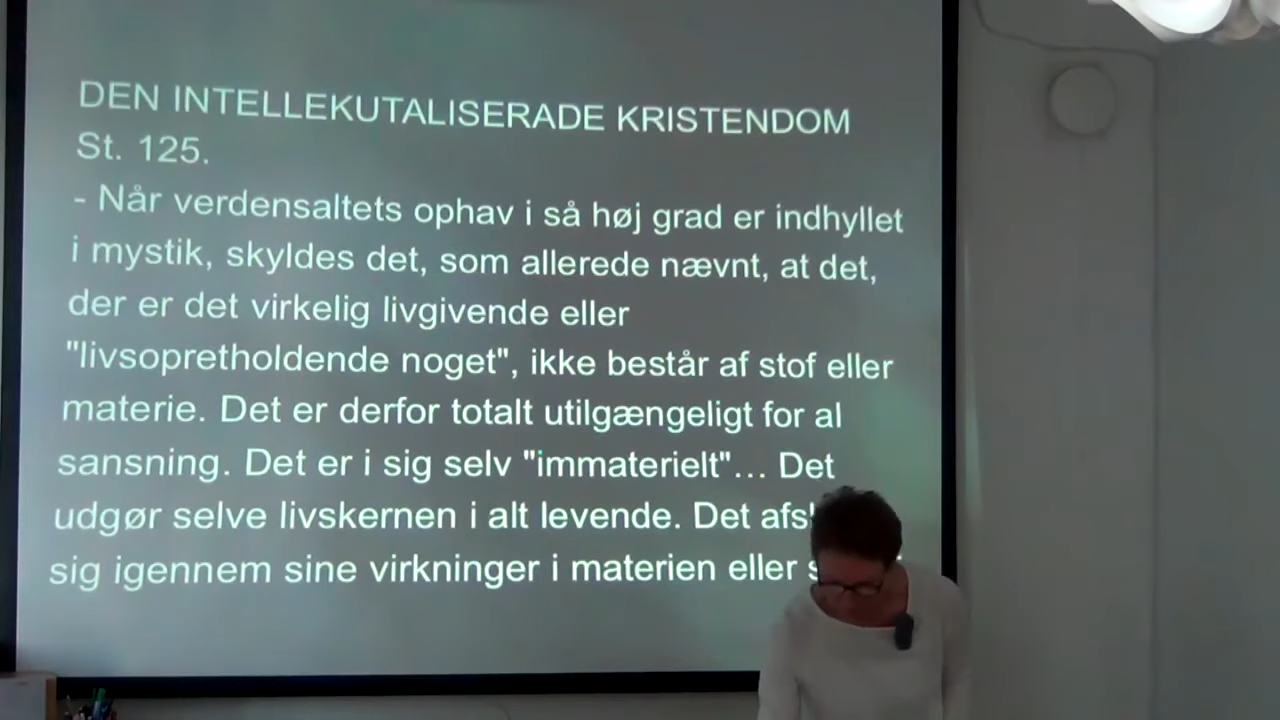 DEN INTELLEKUTALISERADE KRISTENDOM
St. 125.
- Når verdensaltets ophav i så høj grad er indhyllet
i mystik, skyldes det, som allerede nævnt, at det,
der er det virkelig livgivende eller
"livsopretholdende noget", ikke består af stof eller
materie. Det er derfor totalt utilgængeligt for al
sansning. Det er i sig selv "immaterielt"... Det
udgør selve livskernen i alt levende. Det
sig igennem sine virkninger i materien eller